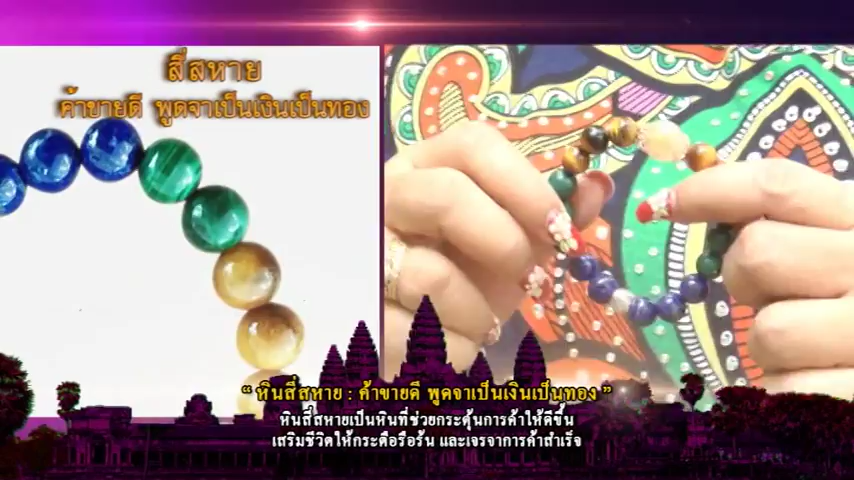 สี่สหาย
ค้าขายดี พูดจาเป็นเงินเป็นทอง
“ หินสี่สหาย : ค้าขายดี พูดจาเป็นเงินเป็นทอง ”
หินสี่สหายเป็นหินที่ช่วยกระตุ้นการค้าให้ดีขึ้น
เสริมชีวิตให้กระตือรือร้น และเจรจาการค้าสำเร็จ